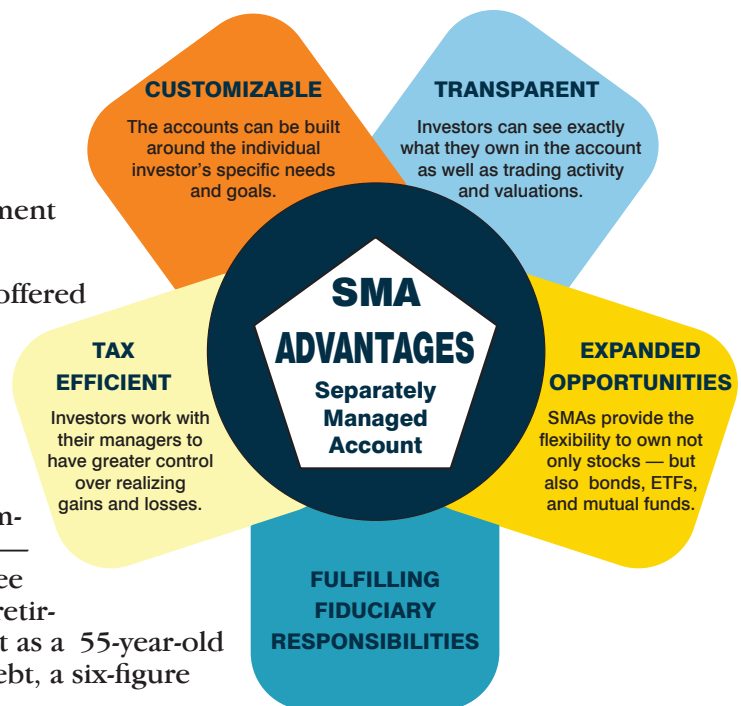 CUSTOMIZABLE
The accounts can be built
around the individual
investor's specific needs
and goals.
TRANSPARENT
Investors can see exactly
what they own in the account
as well as trading activity
and valuations.
SMA
ADVANTAGES
Separately
Managed
Account
TAX
EFFICIENT
Investors work with
their managers to
have greater control
over realizing
gains and losses.
EXPANDED
OPPORTUNITIES
SMAs provide the
flexibility to own not
only stocks — but
also bonds, ETFs,
and mutual funds.
FULFILLING
FIDUCIARY
RESPONSIBILITIES
offered
—
as a 55-year-old
a six-figure